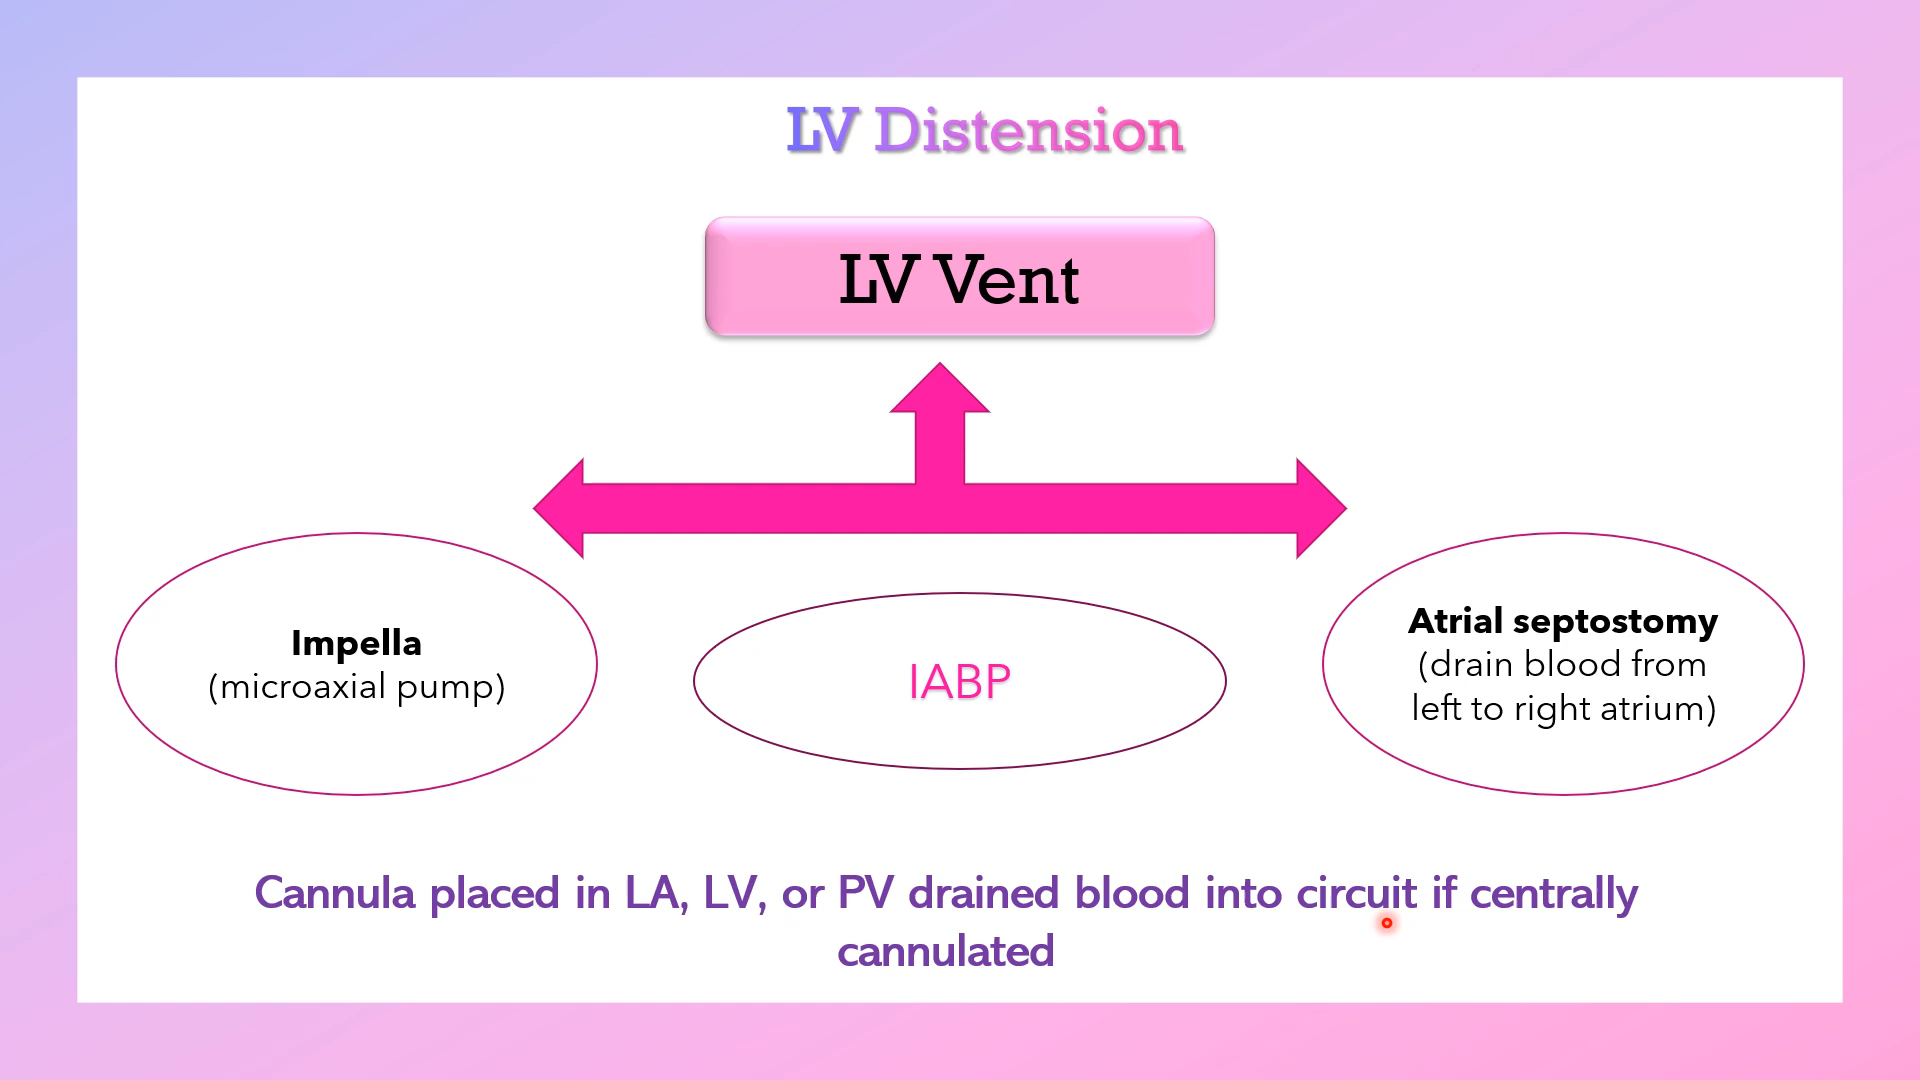 LV Distension
LV Vent
Impella
(microaxial pump)
IABP
Atrial septostomy
(drain blood from
left to right atrium)
Cannula placed in LA, LV, or PV drained blood into circuit if centrally
cannulated